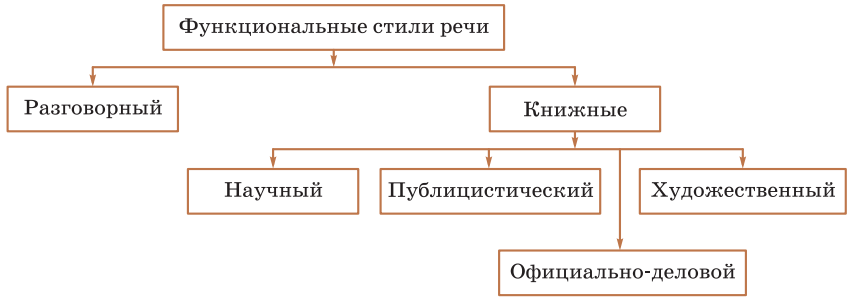 Функциональные стили речи
Разговорный
Книжные
Научный
Публицистический
Художественный
Официально-деловой